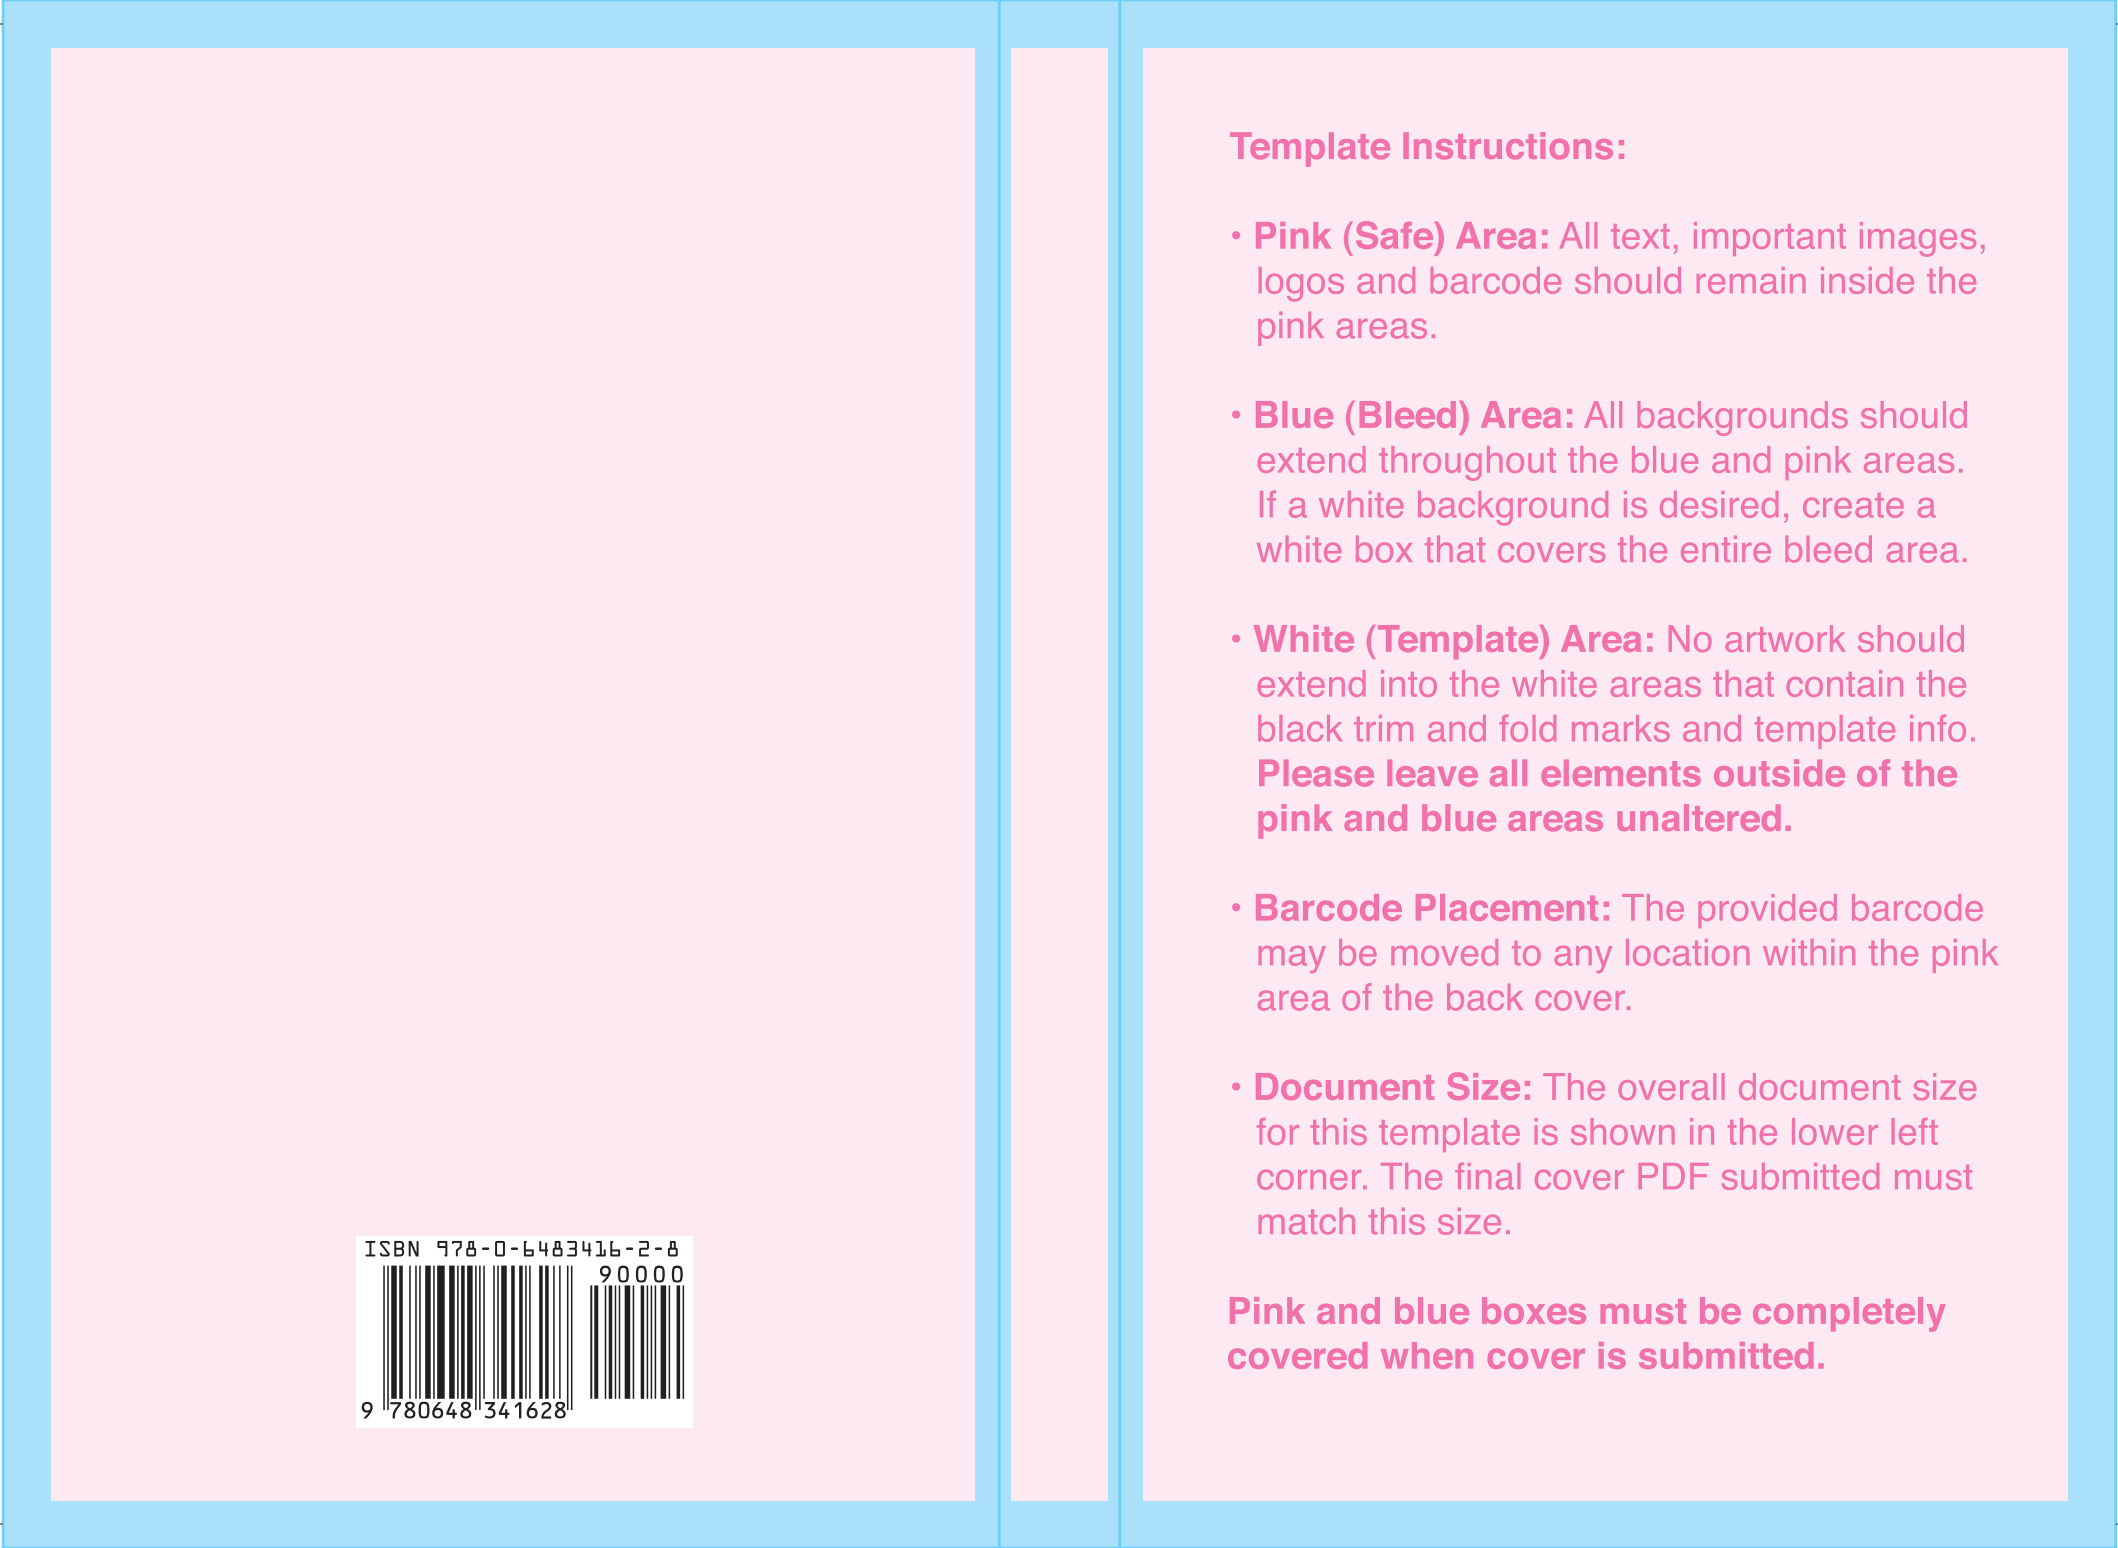 ISBN 978-0-6483416-2-8
90000
9 780648 341628
Template Instructions:
• Pink (Safe) Area: All text, important images,
logos and barcode should remain inside the
pink areas.
• Blue (Bleed) Area: All backgrounds should
extend throughout the blue and pink areas.
If a white background is desired, create a
white box that covers the entire bleed area.
• White (Template) Area: No artwork should
extend into the white areas that contain the
black trim and fold marks and template info.
Please leave all elements outside of the
pink and blue areas unaltered.
• Barcode Placement: The provided barcode
may be moved to any location within the pink
area of the back cover.
• Document Size: The overall document size
for this template is shown in the lower left
corner. The final cover PDF submitted must
match this size.
Pink and blue boxes must be completely
covered when cover is submitted.